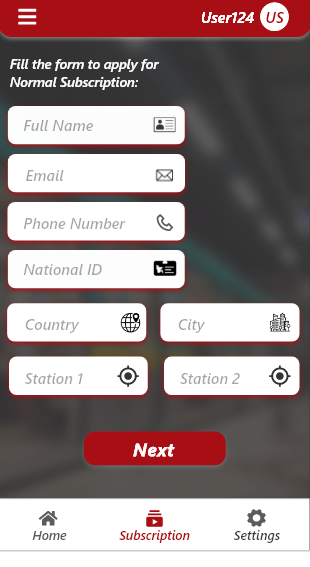 User124 US
Fill the form to apply for
Normal Subscription:
Full Name
Email
Phone Number
National ID
Country City
Station 1 Station 2
Next
Home Subscription Settings